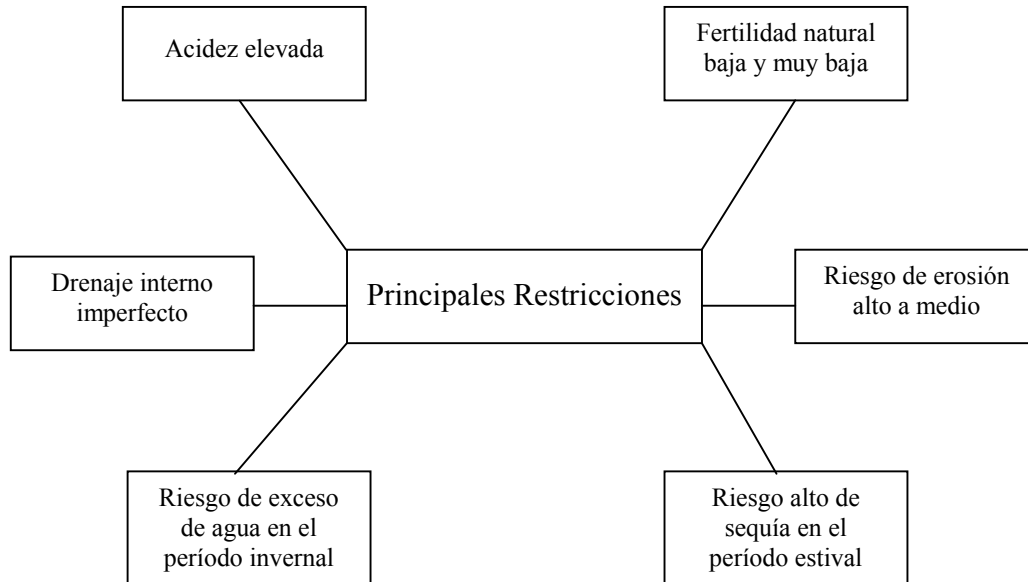 Acidez elevada
Fertilidad natural
baja y muy baja
Drenaje interno
imperfecto
Principales Restricciones
Riesgo de erosión
alto a medio
Riesgo de exceso
de agua en el
período invernal
Riesgo alto de
sequía en el
período estival